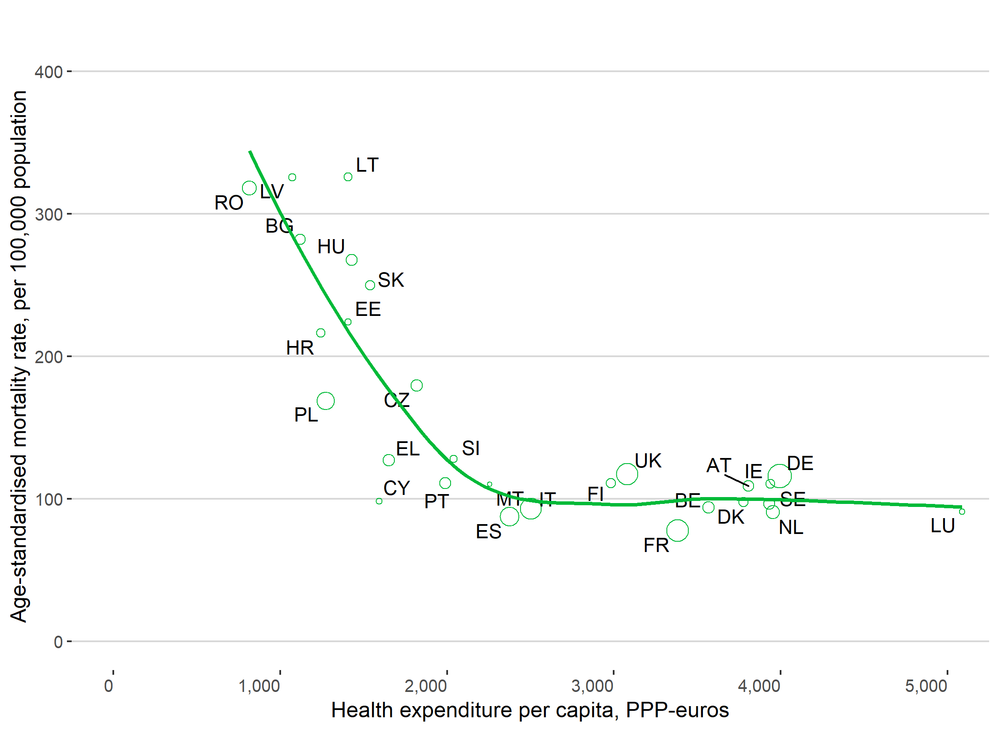 Age-standardised mortality rate, per 100,000 population
400
300
200
100
0
LT
LV
RO
BG
HU
SK
EE
HR
CZ
PL
EL
SI
UK
AT
IE
DE
CY
PT
MT
IT
FI
BE
SE
DK
ES
NL
LU
FR
0
1,000
2,000
3,000
4,000
5,000
Health expenditure per capita, PPP-euros